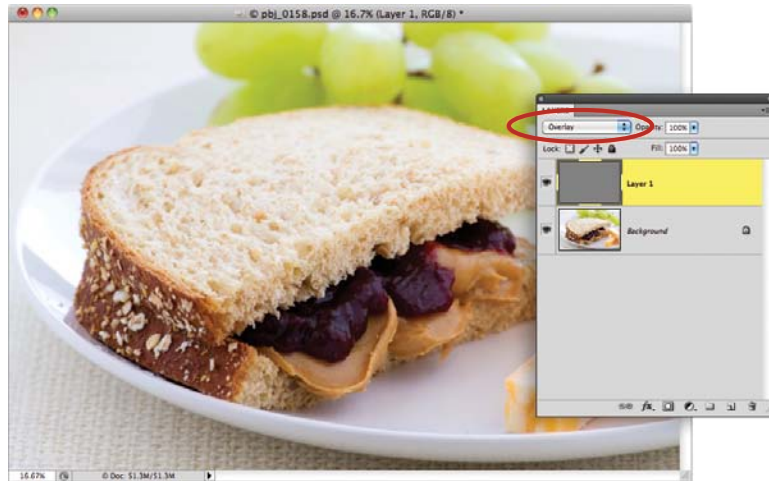 © pbj_0158.psd @ 16.7% (Layer 1, RGB/8) *
Overlay
Opacity: 100%
Lock:
Fill: 100%
Layer 1
Background
fx.
16.67%
© Doc: 51.3M/51.3M